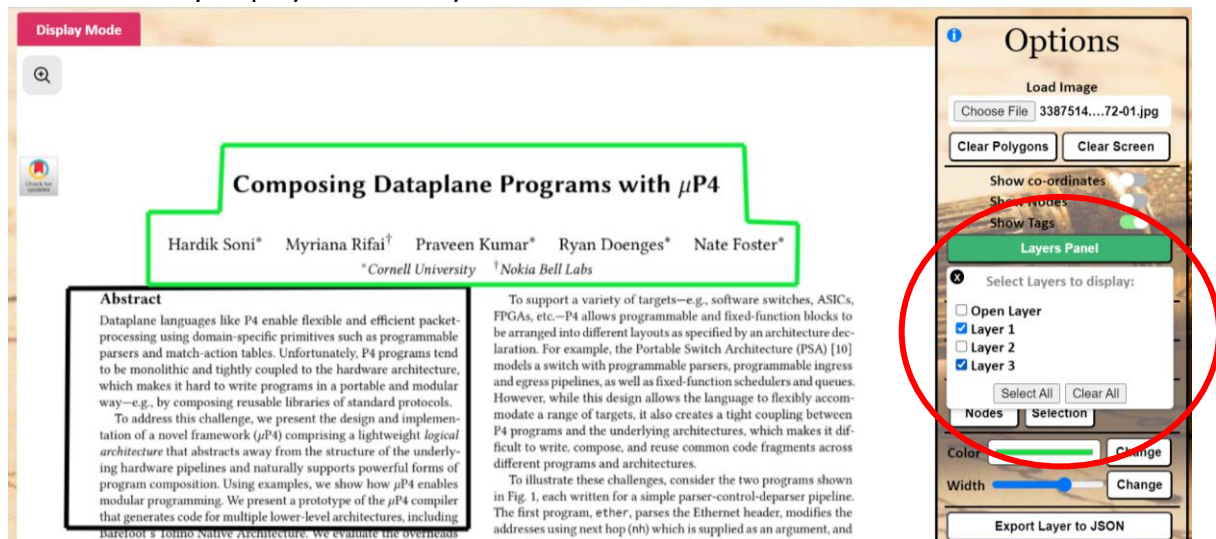 Display Mode
Check for
updates
Composing Dataplane Programs with μP4
Hardik Soni* Myriana Rifai† Praveen Kumar* Ryan Doenges* Nate Foster*
*Cornell University †Nokia Bell Labs
Abstract
Dataplane languages like P4 enable flexible and efficient packet-
processing using domain-specific primitives such as programmable
parsers and match-action tables. Unfortunately, P4 programs tend
to be monolithic and tightly coupled to the hardware architecture,
which makes it hard to write programs in a portable and modular
way—e.g., by composing reusable libraries of standard protocols.
To address this challenge, we present the design and implemen-
tation of a novel framework (μP4) comprising a lightweight logical
architecture that abstracts away from the structure of the underly-
ing hardware pipelines and naturally supports powerful forms of
program composition. Using examples, we show how μP4 enables
modular programming. We present a prototype of the μP4 compiler
that generates code for multiple lower-level architectures, including
Barefoot's Tofino Native Architecture. We evaluate the overheads
To support a variety of targets—e.g., software switches, ASICs,
FPGAs, etc.—P4 allows programmable and fixed-function blocks to
be arranged into different layouts as specified by an architecture dec-
laration. For example, the Portable Switch Architecture (PSA) [10]
models a switch with programmable parsers, programmable ingress
and egress pipelines, as well as fixed-function schedulers and queues.
However, while this design allows the language to flexibly accom-
modate a range of targets, it also creates a tight coupling between
P4 programs and the underlying architectures, which makes it dif-
ficult to write, compose, and reuse common code fragments across
different programs and architectures.
To illustrate these challenges, consider the two programs shown
in Fig. 1, each written for a simple parser-control-deparser pipeline.
The first program, ether, parses the Ethernet header, modifies the
addresses using next hop (nh) which is supplied as an argument, and
Options
Load Image
Choose File 3387514....72-01.jpg
Clear Polygons Clear Screen
Show co-ordinates
Show Nodes
Show Tags
Layers Panel
X Select Layers to display:
Open Layer
Layer 1
Layer 2
Layer 3
Select All Clear All
Nodes Selection
Color Change
Width Change
Export Layer to JSON